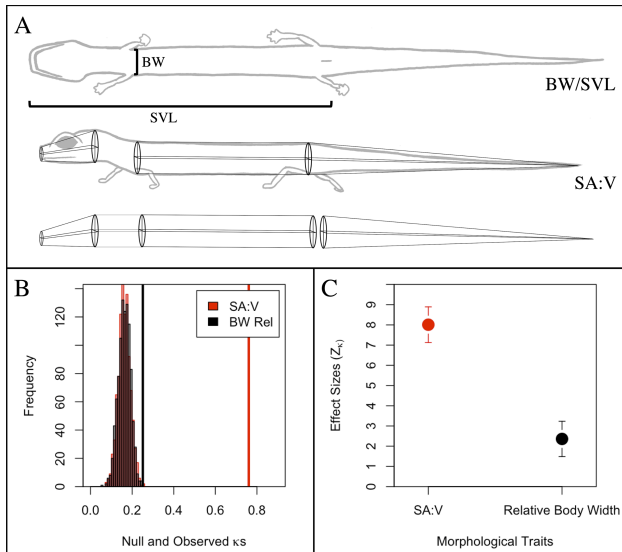 A
BW
BW/SVL
SVL
SA:V
B
SA:V
BW Rel
Frequency
0 20 40 60 80 120
0.0 0.2 0.4 0.6 0.8
Null and Observed κs
C
Effect Sizes (Zκ)
0 1 2 3 4 5 6 7 8 9
SA:V Relative Body Width
Morphological Traits